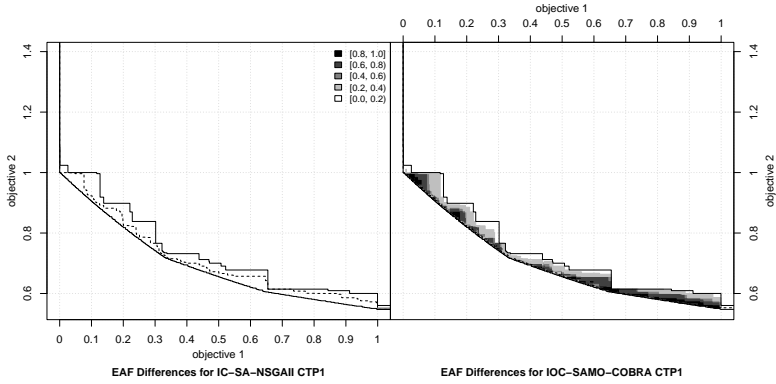 objective 1
0 0.1 0.2 0.3 0.4 0.5 0.6 0.7 0.8 0.9 1
[0.8, 1.0]
[0.6, 0.8)
[0.4, 0.6)
[0.2, 0.4)
[0.0, 0.2)
objective 2
0.6 0.8 1 1.2 1.4
0.6 0.8 1 1.2 1.4
objective 2
0 0.1 0.2 0.3 0.4 0.5 0.6 0.7 0.8 0.9 1
objective 1
EAF Differences for IC−SA−NSGAII CTP1
EAF Differences for IOC−SAMO−COBRA CTP1